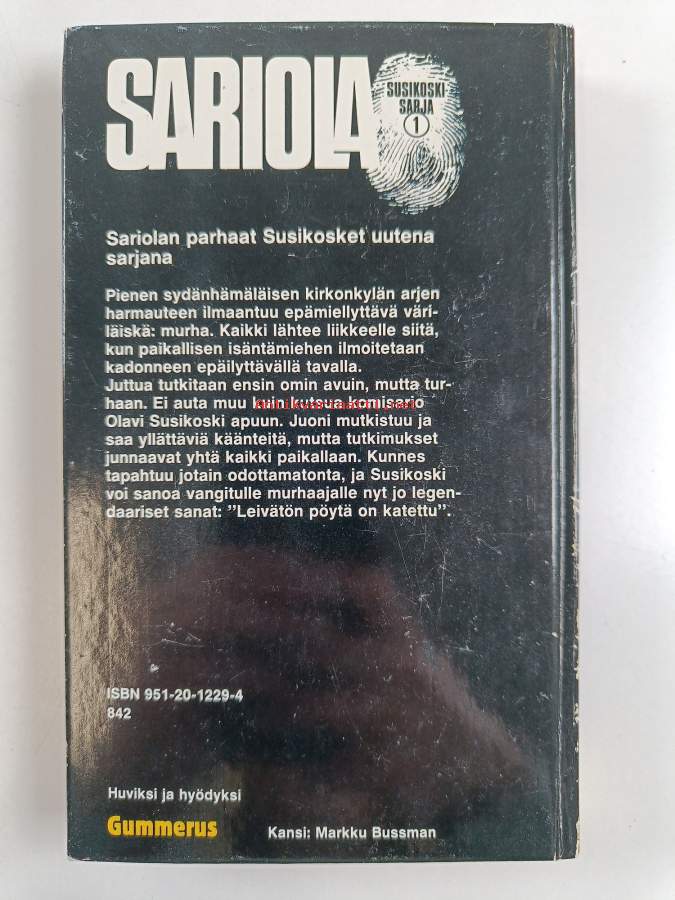 SARIOLA
SUSIKOSKI
SARJA
1
Sariolan parhaat Susikosket uutena
sarjana
Pienen sydänhämäläisen kirkonkylän arjen
harmauteen ilmaantuu epämiellyttävä väri-
läiskä: murha. Kaikki lähtee liikkeelle siitä,
kun paikallisen isäntämiehen ilmoitetaan
kadonneen epäilyttävällä tavalla.
Juttua tutkitaan ensin omin avuin, mutta tur-
haan. Ei auta muu kuin kutsua komisario
Olavi Susikoski apuun. Juoni mutkistuu ja
saa yllättäviä käänteitä, mutta tutkimukset
junnaavat yhtä kaikki paikallaan. Kunnes
tapahtuu jotain odottamatonta, ja Susikoski
voi sanoa vangitulle murhaajalle nyt jo legen-
daariset sanat: "Leivätön pöytä on katettu".
ISBN 951-20-1229-4
842
Huviksi ja hyödyksi
Gummerus
Kansi: Markku Bussman